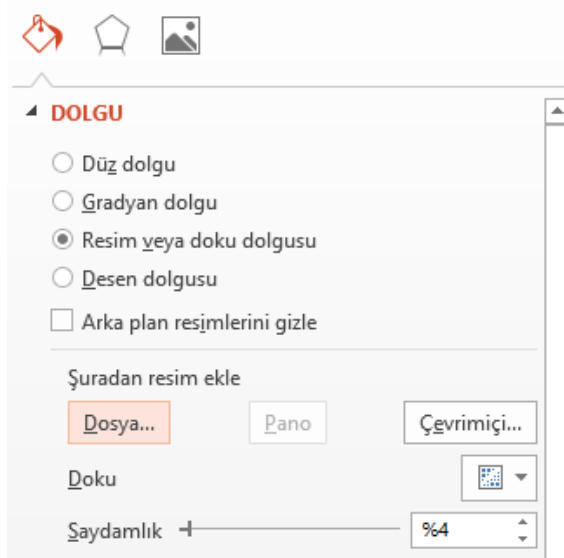 DOLGU
Düz dolgu
Gradyan dolgu
Resim veya doku dolgusu
Desen dolgusu
Arka plan resimlerini gizle
Şuradan resim ekle
Dosya... Pano Çevrimiçi...
Doku
Saydamlık %4